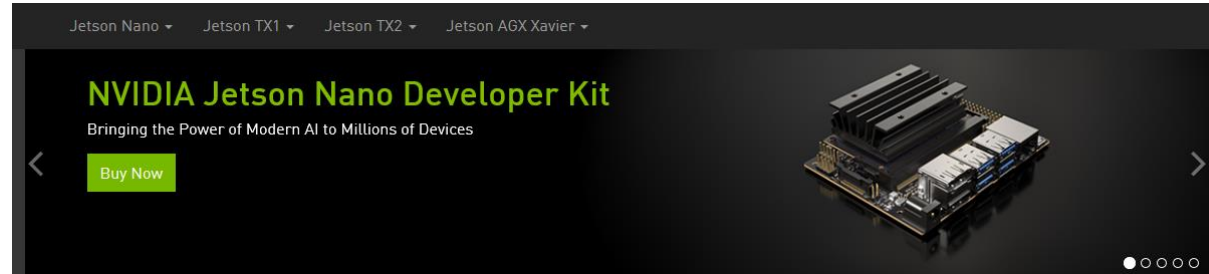 Jetson Nano Jetson TX1 Jetson TX2 Jetson AGX Xavier
NVIDIA Jetson Nano Developer Kit
Bringing the Power of Modern AI to Millions of Devices
Buy Now